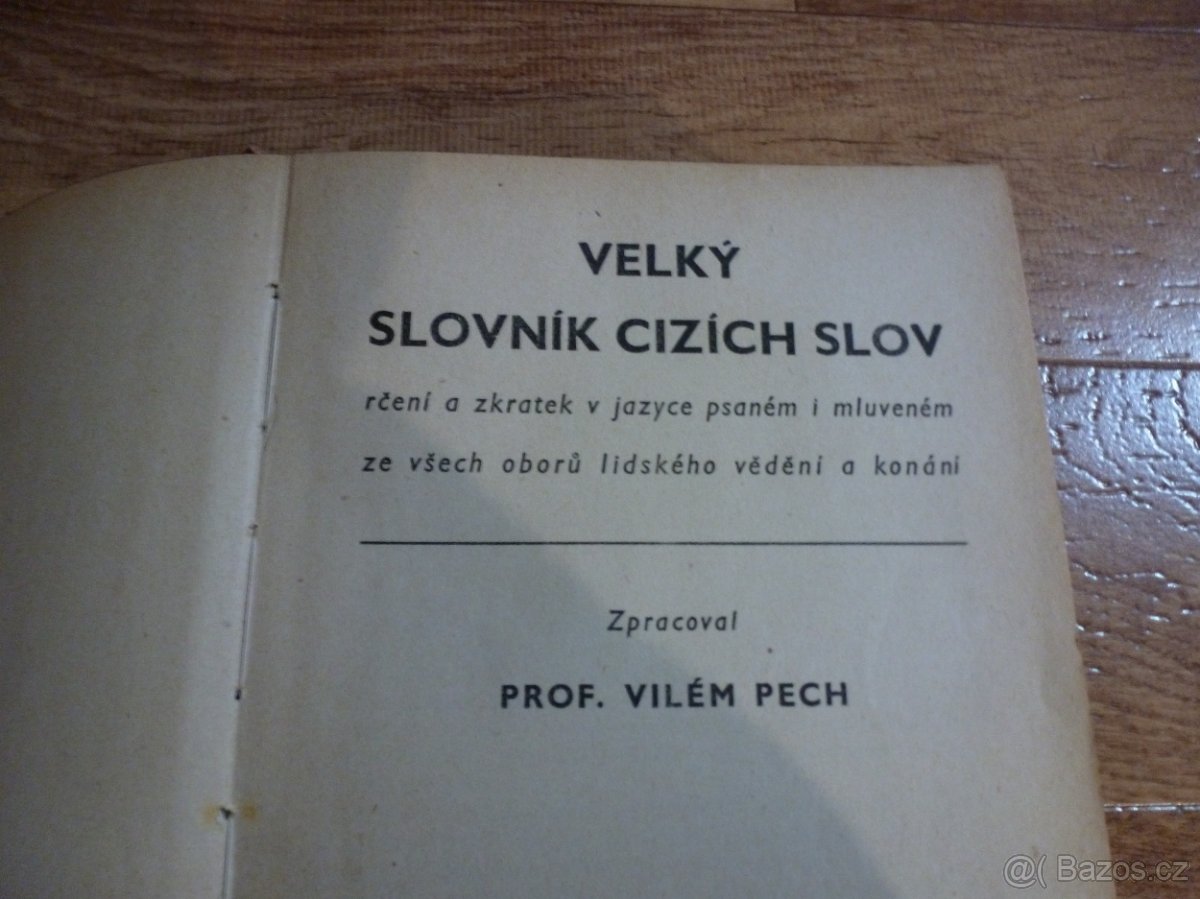 VELKÝ
SLOVNÍK CIZÍCH SLOV
rčení a zkratek v jazyce psaném i mluveném
ze všech oborů lidského vědění a konání
Zpracoval
PROF. VILÉM PECH
@( Bazos.cz